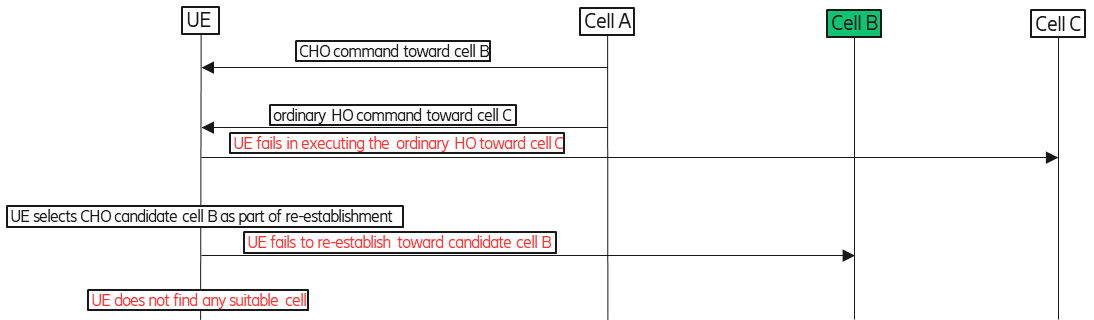 UE
Cell A
Cell B
Cell C
CHO command toward cell B
ordinary HO command toward cell C
UE fails in executing the ordinary HO toward cell C
UE selects CHO candidate cell B as part of re-establishment
UE fails to re-establish toward candidate cell B
UE does not find any suitable cell